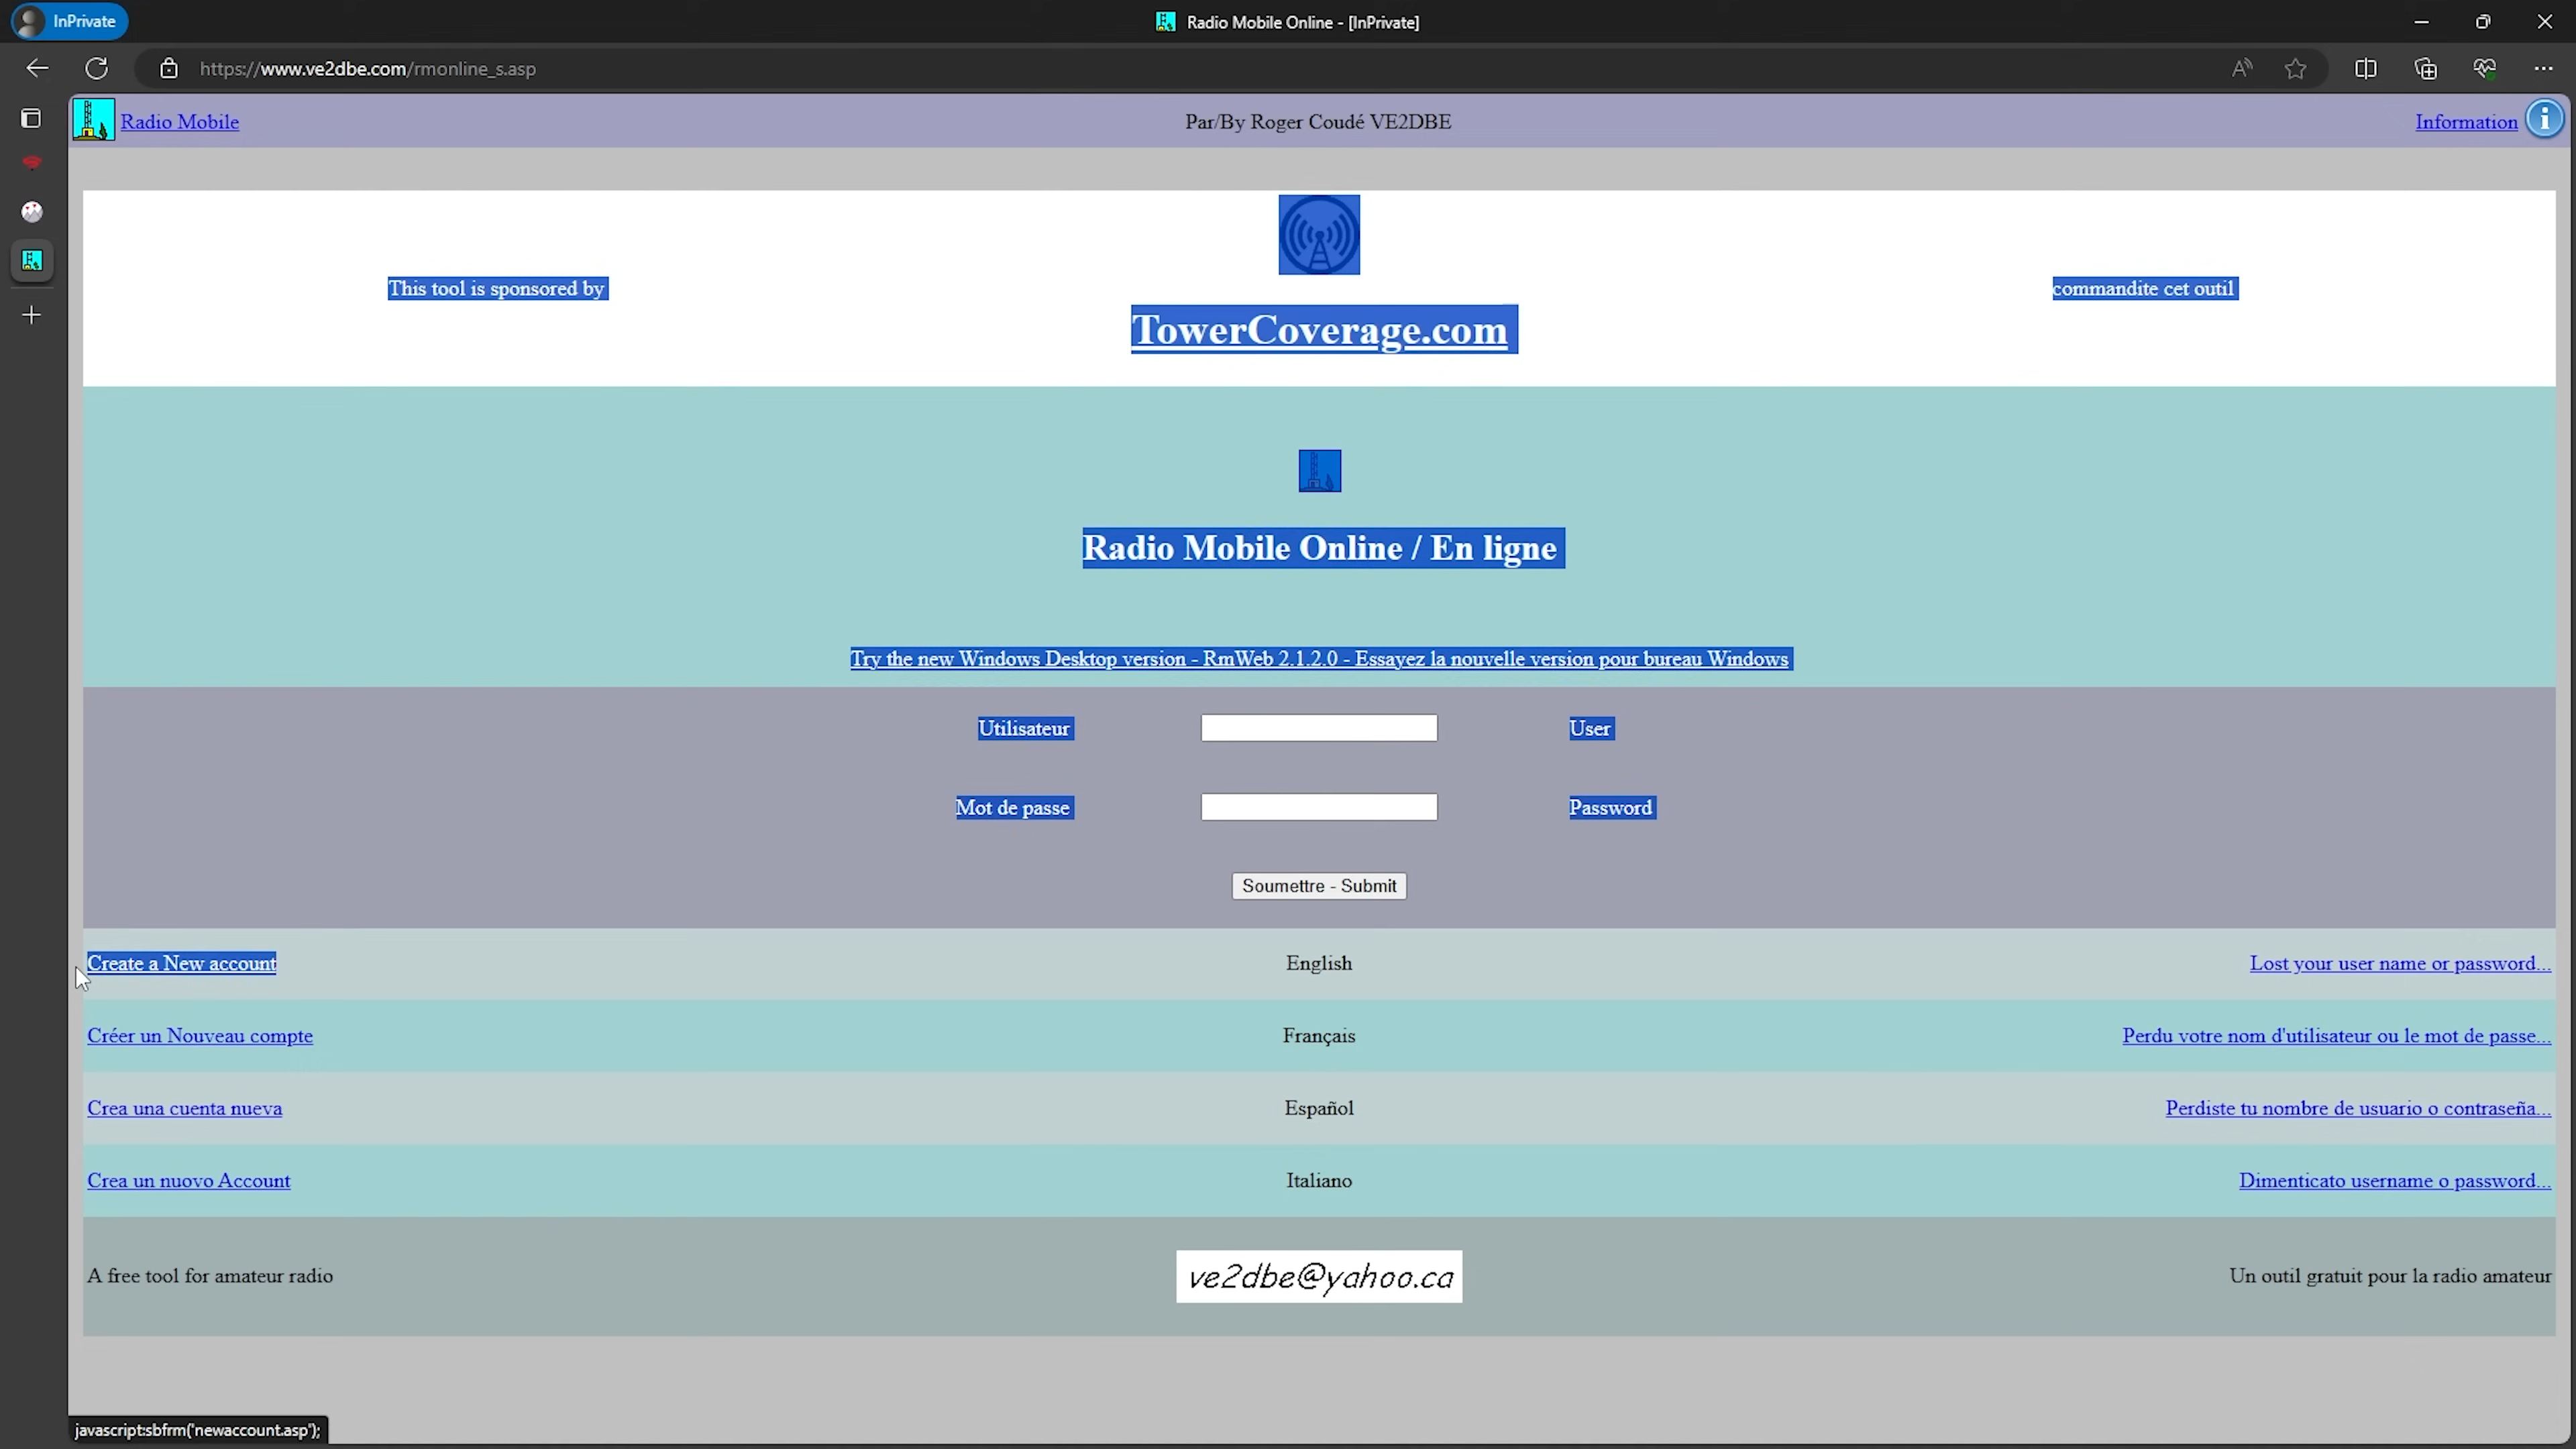 InPrivate
Radio Mobile Online - [InPrivate]
https://www.ve2dbe.com/rmonline_s.asp
Radio Mobile
Par/By Roger Coudé VE2DBE
Information
This tool is sponsored by
TowerCoverage.com
commandite cet outil
Radio Mobile Online / En ligne
Try the new Windows Desktop version - RmWeb 2.1.2.0 - Essayez la nouvelle version pour bureau Windows
Utilisateur
User
Mot de passe
Password
Soumettre - Submit
Create a New account
English
Lost your user name or password...
Créer un Nouveau compte
Français
Perdu votre nom d'utilisateur ou le mot de passe...
Crea una cuenta nueva
Español
Perdiste tu nombre de usuario o contraseña...
Crea un nuovo Account
Italiano
Dimenticato username o password...
A free tool for amateur radio
ve2dbe@yahoo.ca
Un outil gratuit pour la radio amateur
javascript:sbfrm('newaccount.asp');